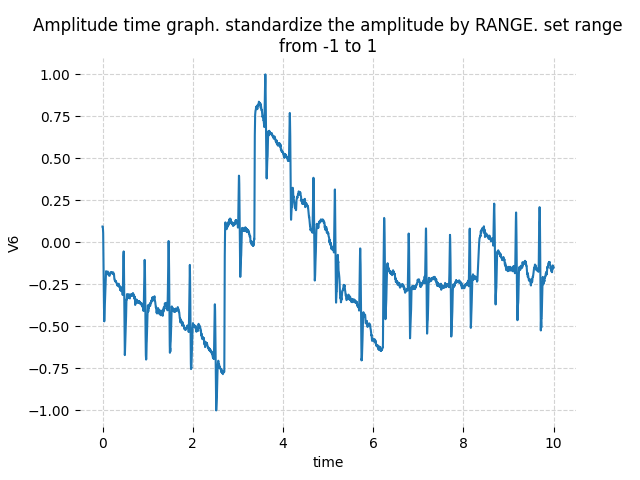 Amplitude time graph. standardize the amplitude by RANGE. set range
from -1 to 1
1.00
0.75
0.50
0.25
0.00
−0.25
−0.50
−0.75
−1.00
V6
0 2 4 6 8 10
time